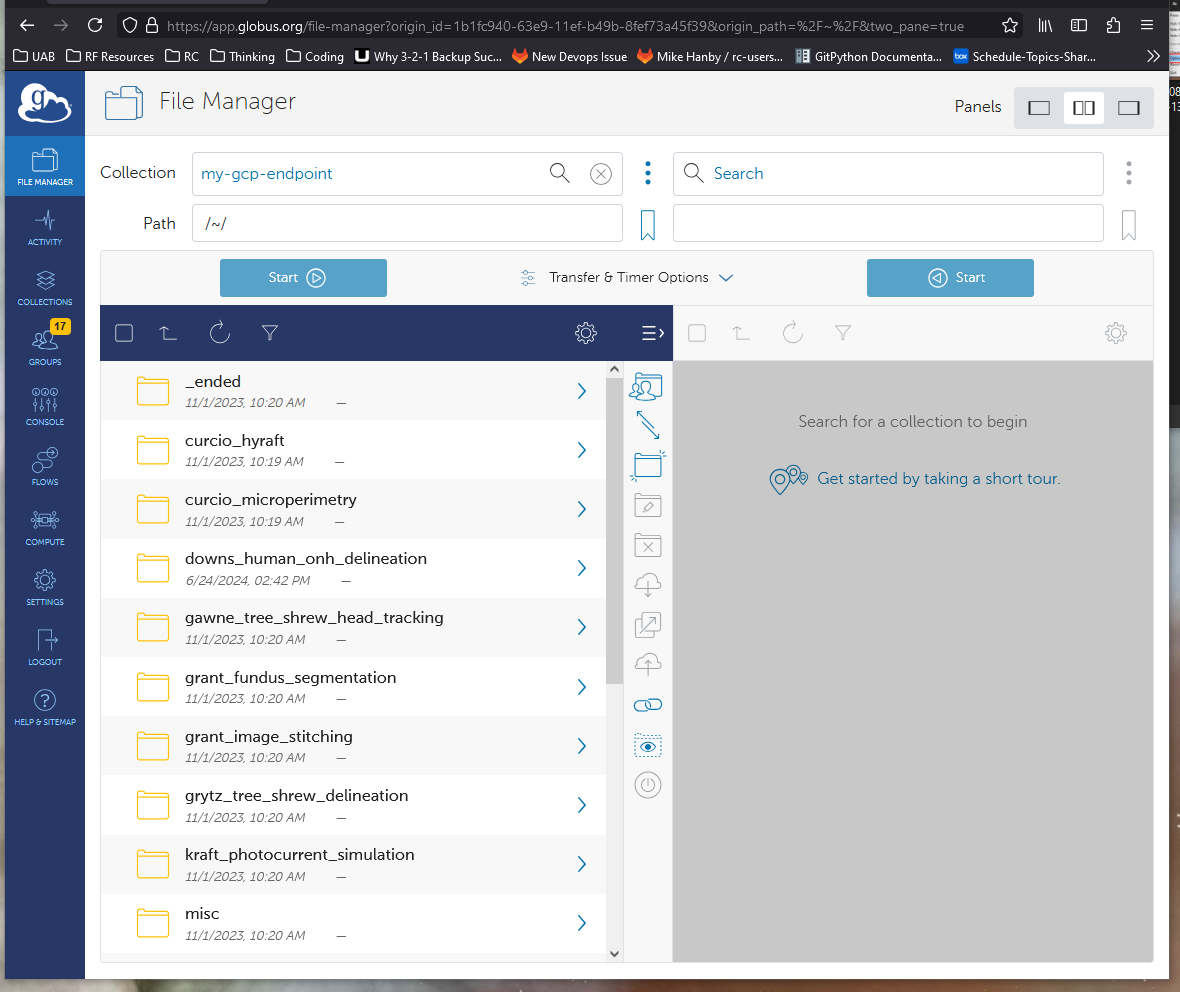 https://app.globus.org/file-manager?origin_id=1b1fc940-63e9-11ef-b49b-8fef73a45f39&origin_path=%2F~%2F&two_pane=true
UAB RF Resources RC Thinking Coding Why 3-2-1 Backup Suc... New Devops Issue Mike Hanby / rc-users... GitPython Documenta... box Schedule-Topics-Shar...
g
File Manager
Panels
FILE MANAGER
ACTIVITY
COLLECTIONS
17
GROUPS
CONSOLE
FLOWS
COMPUTE
SETTINGS
LOGOUT
HELP & SITEMAP
Collection my-gcp-endpoint
Search
Path /~/
Start
Transfer & Timer Options
Start
_ended
11/1/2023, 10:20 AM —
curcio_hyraft
11/1/2023, 10:19 AM —
curcio_microperimetry
11/1/2023, 10:19 AM —
downs_human_onh_delineation
6/24/2024, 02:42 PM —
gawne_tree_shrew_head_tracking
11/1/2023, 10:20 AM —
grant_fundus_segmentation
11/1/2023, 10:20 AM —
grant_image_stitching
11/1/2023, 10:20 AM —
grytz_tree_shrew_delineation
11/1/2023, 10:20 AM —
kraft_photocurrent_simulation
11/1/2023, 10:20 AM —
misc
11/1/2023, 10:20 AM —
Search for a collection to begin
Get started by taking a short tour.